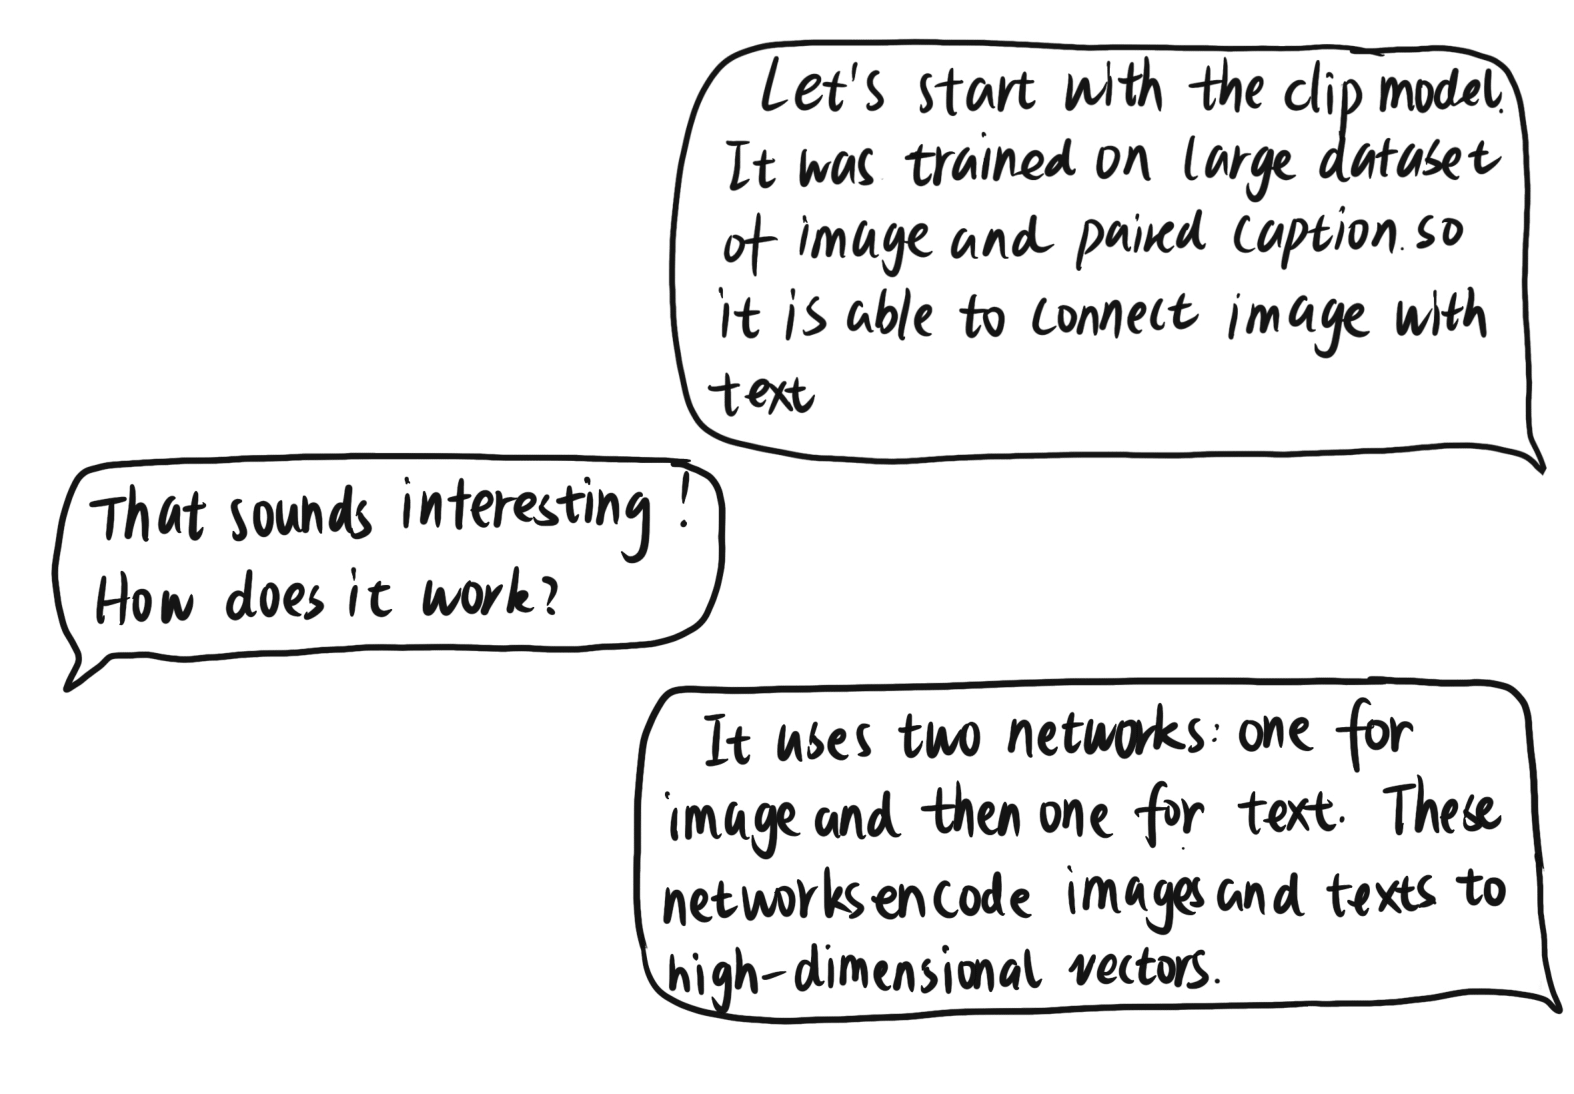 Let's start with the clip model.
It was trained on large dataset
of image and paired caption. so
it is able to connect image with
text
That sounds interesting!
How does it work?
It uses two networks: one for
image and then one for text. These
networks encode images and texts to
high-dimensional vectors.